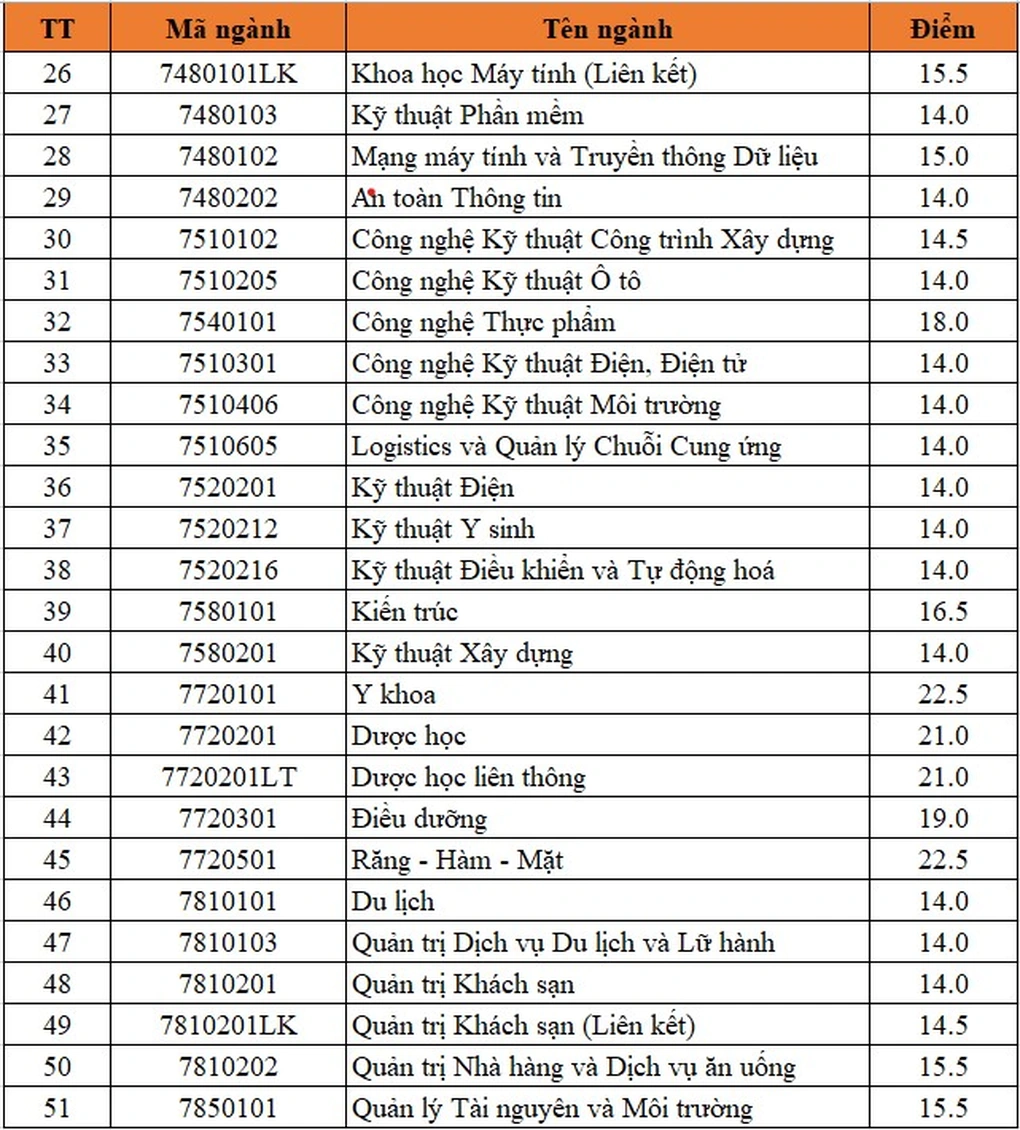 TT Mã ngành Tên ngành Điểm
26 7480101LK Khoa học Máy tính (Liên kết) 15.5
27 7480103 Kỹ thuật Phần mềm 14.0
28 7480102 Mạng máy tính và Truyền thông Dữ liệu 15.0
29 7480202 An toàn Thông tin 14.0
30 7510102 Công nghệ Kỹ thuật Công trình Xây dựng 14.5
31 7510205 Công nghệ Kỹ thuật Ô tô 14.0
32 7540101 Công nghệ Thực phẩm 18.0
33 7510301 Công nghệ Kỹ thuật Điện, Điện tử 14.0
34 7510406 Công nghệ Kỹ thuật Môi trường 14.0
35 7510605 Logistics và Quản lý Chuỗi Cung ứng 14.0
36 7520201 Kỹ thuật Điện 14.0
37 7520212 Kỹ thuật Y sinh 14.0
38 7520216 Kỹ thuật Điều khiển và Tự động hoá 14.0
39 7580101 Kiến trúc 16.5
40 7580201 Kỹ thuật Xây dựng 14.0
41 7720101 Y khoa 22.5
42 7720201 Dược học 21.0
43 7720201LT Dược học liên thông 21.0
44 7720301 Điều dưỡng 19.0
45 7720501 Răng - Hàm - Mặt 22.5
46 7810101 Du lịch 14.0
47 7810103 Quản trị Dịch vụ Du lịch và Lữ hành 14.0
48 7810201 Quản trị Khách sạn 14.0
49 7810201LK Quản trị Khách sạn (Liên kết) 14.5
50 7810202 Quản trị Nhà hàng và Dịch vụ ăn uống 15.5
51 7850101 Quản lý Tài nguyên và Môi trường 15.5